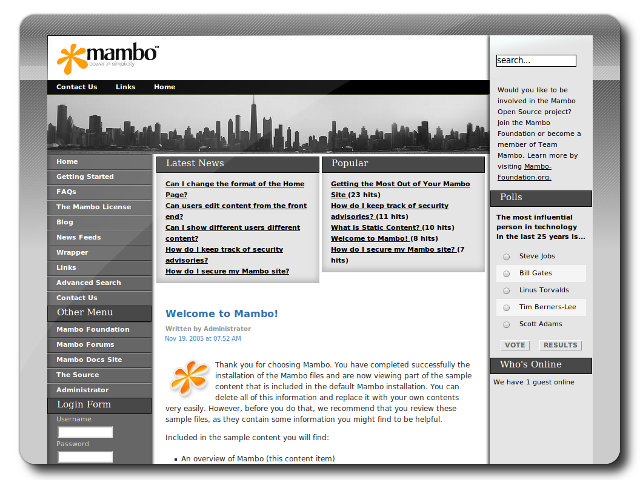 mambo
search...
Contact Us Links Home
Home
Getting Started
FAQs
The Mambo License
Blog
News Feeds
Wrapper
Links
Advanced Search
Contact Us
Other Menu
Mambo Foundation
Mambo Forums
Mambo Docs Site
The Source
Administrator
Login Form
Username
Password
Latest News
Can I change the format of the Home
Page?
Can users edit content from the front
end?
Can I show different users different
content?
How do I keep track of security
advisories?
How do I secure my Mambo site?
Popular
Getting the Most Out of Your Mambo
Site (23 hits)
How do I keep track of security
advisories? (11 hits)
What is Static Content? (10 hits)
Welcome to Mambo! (8 hits)
How do I secure my Mambo site? (7
hits)
Welcome to Mambo!
Written by Administrator
Nov 19, 2005 at 07:52 AM
Thank you for choosing Mambo. You have completed successfully the
installation of the Mambo files and are now viewing part of the sample
content that is included in the default Mambo installation. You can
delete all of this information and replace it with your own contents
very easily. However, before you do that, we recommend that you review these
sample files, as they contain some information you might find to be helpful.
Included in the sample content you will find:
▪ An overview of Mambo (this content item)
Would you like to be
involved in the Mambo
Open Source project?
Join the Mambo
Foundation or become a
member of Team
Mambo. Learn more by
visiting Mambo-
Foundation.org.
Polls
The most influential
person in technology
in the last 25 years is...
Steve Jobs
Bill Gates
Linus Torvalds
Tim Berners-Lee
Scott Adams
VOTE RESULTS
Who's Online
We have 1 guest online